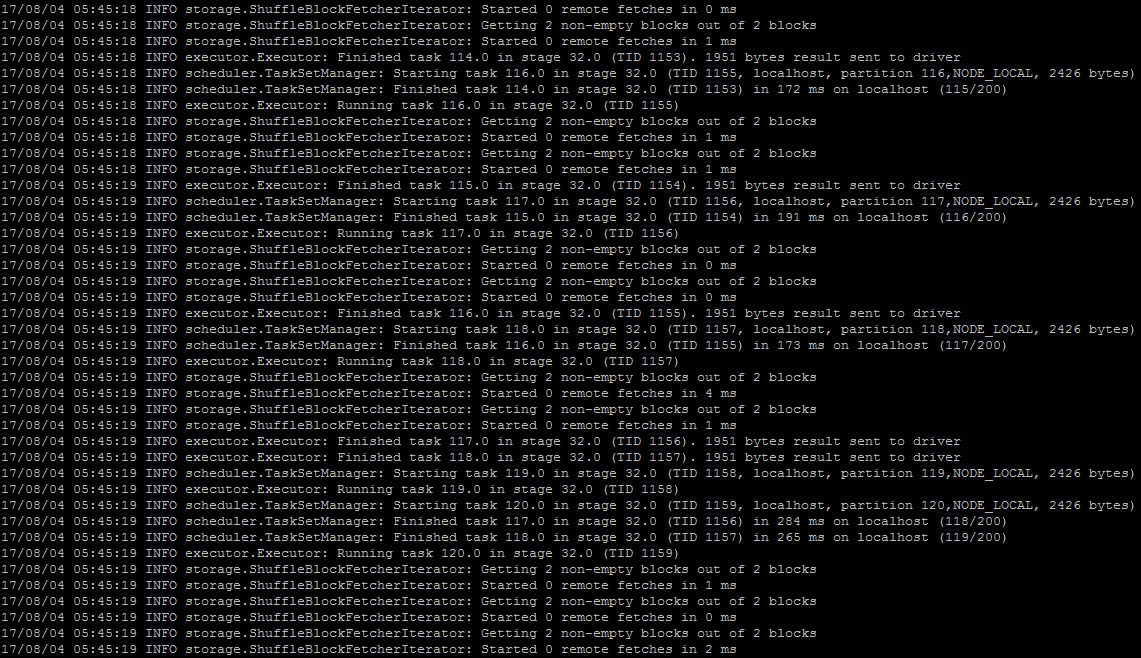 17/08/04 05:45:18 INFO storage.ShuffleBlockFetcherIterator: Started 0 remote fetches in 0 ms
17/08/04 05:45:18 INFO storage.ShuffleBlockFetcherIterator: Getting 2 non-empty blocks out of 2 blocks
17/08/04 05:45:18 INFO storage.ShuffleBlockFetcherIterator: Started 0 remote fetches in 1 ms
17/08/04 05:45:18 INFO executor.Executor: Finished task 114.0 in stage 32.0 (TID 1153). 1951 bytes result sent to driver
17/08/04 05:45:18 INFO scheduler.TaskSetManager: Starting task 116.0 in stage 32.0 (TID 1155, localhost, partition 116,NODE_LOCAL, 2426 bytes)
17/08/04 05:45:18 INFO scheduler.TaskSetManager: Finished task 114.0 in stage 32.0 (TID 1153) in 172 ms on localhost (115/200)
17/08/04 05:45:18 INFO executor.Executor: Running task 116.0 in stage 32.0 (TID 1155)
17/08/04 05:45:18 INFO storage.ShuffleBlockFetcherIterator: Getting 2 non-empty blocks out of 2 blocks
17/08/04 05:45:18 INFO storage.ShuffleBlockFetcherIterator: Started 0 remote fetches in 1 ms
17/08/04 05:45:18 INFO storage.ShuffleBlockFetcherIterator: Getting 2 non-empty blocks out of 2 blocks
17/08/04 05:45:18 INFO storage.ShuffleBlockFetcherIterator: Started 0 remote fetches in 1 ms
17/08/04 05:45:19 INFO executor.Executor: Finished task 115.0 in stage 32.0 (TID 1154). 1951 bytes result sent to driver
17/08/04 05:45:19 INFO scheduler.TaskSetManager: Starting task 117.0 in stage 32.0 (TID 1156, localhost, partition 117,NODE_LOCAL, 2426 bytes)
17/08/04 05:45:19 INFO scheduler.TaskSetManager: Finished task 115.0 in stage 32.0 (TID 1154) in 191 ms on localhost (116/200)
17/08/04 05:45:19 INFO executor.Executor: Running task 117.0 in stage 32.0 (TID 1156)
17/08/04 05:45:19 INFO storage.ShuffleBlockFetcherIterator: Getting 2 non-empty blocks out of 2 blocks
17/08/04 05:45:19 INFO storage.ShuffleBlockFetcherIterator: Started 0 remote fetches in 0 ms
17/08/04 05:45:19 INFO storage.ShuffleBlockFetcherIterator: Getting 2 non-empty blocks out of 2 blocks
17/08/04 05:45:19 INFO storage.ShuffleBlockFetcherIterator: Started 0 remote fetches in 0 ms
17/08/04 05:45:19 INFO executor.Executor: Finished task 116.0 in stage 32.0 (TID 1155). 1951 bytes result sent to driver
17/08/04 05:45:19 INFO scheduler.TaskSetManager: Starting task 118.0 in stage 32.0 (TID 1157, localhost, partition 118,NODE_LOCAL, 2426 bytes)
17/08/04 05:45:19 INFO scheduler.TaskSetManager: Finished task 116.0 in stage 32.0 (TID 1155) in 173 ms on localhost (117/200)
17/08/04 05:45:19 INFO executor.Executor: Running task 118.0 in stage 32.0 (TID 1157)
17/08/04 05:45:19 INFO storage.ShuffleBlockFetcherIterator: Getting 2 non-empty blocks out of 2 blocks
17/08/04 05:45:19 INFO storage.ShuffleBlockFetcherIterator: Started 0 remote fetches in 4 ms
17/08/04 05:45:19 INFO storage.ShuffleBlockFetcherIterator: Getting 2 non-empty blocks out of 2 blocks
17/08/04 05:45:19 INFO storage.ShuffleBlockFetcherIterator: Started 0 remote fetches in 1 ms
17/08/04 05:45:19 INFO executor.Executor: Finished task 117.0 in stage 32.0 (TID 1156). 1951 bytes result sent to driver
17/08/04 05:45:19 INFO executor.Executor: Finished task 118.0 in stage 32.0 (TID 1157). 1951 bytes result sent to driver
17/08/04 05:45:19 INFO scheduler.TaskSetManager: Starting task 119.0 in stage 32.0 (TID 1158, localhost, partition 119,NODE_LOCAL, 2426 bytes)
17/08/04 05:45:19 INFO executor.Executor: Running task 119.0 in stage 32.0 (TID 1158)
17/08/04 05:45:19 INFO scheduler.TaskSetManager: Starting task 120.0 in stage 32.0 (TID 1159, localhost, partition 120,NODE_LOCAL, 2426 bytes)
17/08/04 05:45:19 INFO scheduler.TaskSetManager: Finished task 117.0 in stage 32.0 (TID 1156) in 284 ms on localhost (118/200)
17/08/04 05:45:19 INFO scheduler.TaskSetManager: Finished task 118.0 in stage 32.0 (TID 1157) in 265 ms on localhost (119/200)
17/08/04 05:45:19 INFO executor.Executor: Running task 120.0 in stage 32.0 (TID 1159)
17/08/04 05:45:19 INFO storage.ShuffleBlockFetcherIterator: Getting 2 non-empty blocks out of 2 blocks
17/08/04 05:45:19 INFO storage.ShuffleBlockFetcherIterator: Started 0 remote fetches in 1 ms
17/08/04 05:45:19 INFO storage.ShuffleBlockFetcherIterator: Getting 2 non-empty blocks out of 2 blocks
17/08/04 05:45:19 INFO storage.ShuffleBlockFetcherIterator: Started 0 remote fetches in 0 ms
17/08/04 05:45:19 INFO storage.ShuffleBlockFetcherIterator: Getting 2 non-empty blocks out of 2 blocks
17/08/04 05:45:19 INFO storage.ShuffleBlockFetcherIterator: Started 0 remote fetches in 2 ms